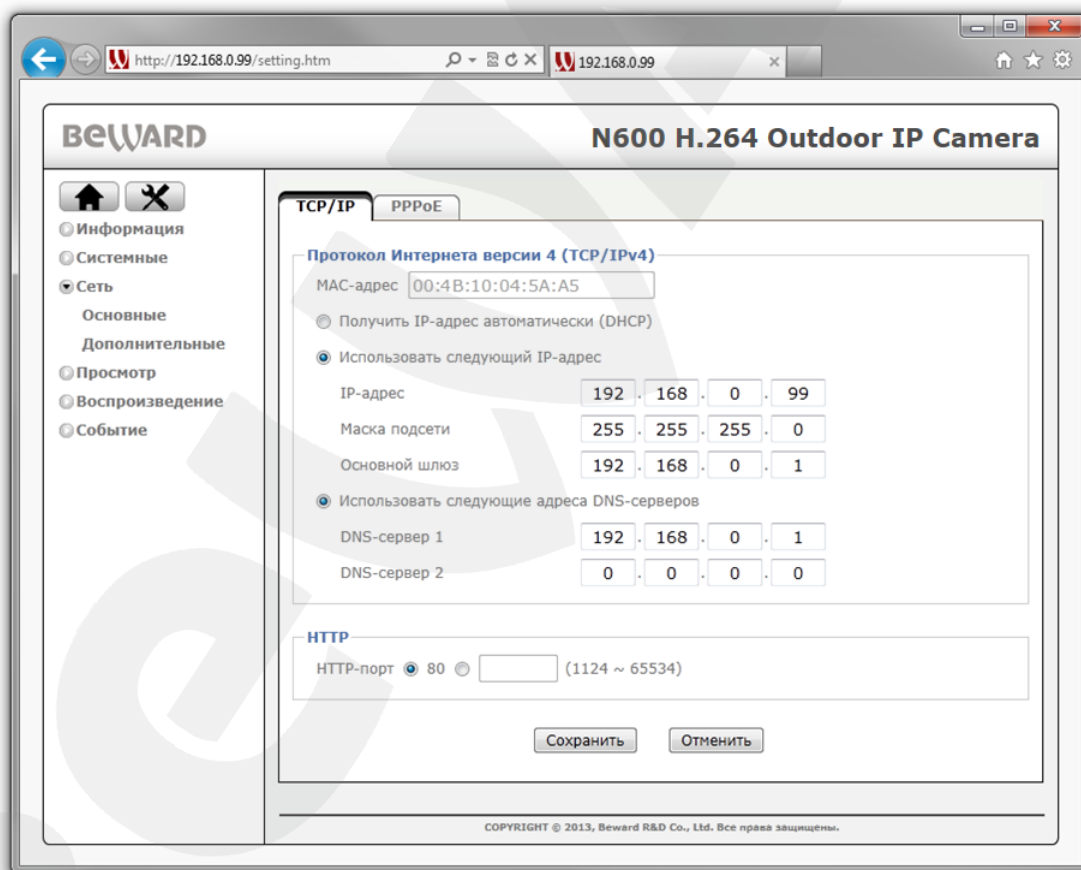 http://192.168.0.99/setting.htm
192.168.0.99
BEWARD
N600 H.264 Outdoor IP Camera
TCP/IP
PPPoE
Информация
Системные
Сеть
Основные
Дополнительные
Просмотр
Воспроизведение
Событие
Протокол Интернета версии 4 (TCP/IPv4)
MAC-адрес 00:4B:10:04:5A:A5
Получить IP-адрес автоматически (DHCP)
Использовать следующий IP-адрес
IP-адрес 192 . 168 . 0 . 99
Маска подсети 255 . 255 . 255 . 0
Основной шлюз 192 . 168 . 0 . 1
Использовать следующие адреса DNS-серверов
DNS-сервер 1 192 . 168 . 0 . 1
DNS-сервер 2 0 . 0 . 0 . 0
HTTP
HTTP-порт 80 (1124 ~ 65534)
Сохранить Отменить
COPYRIGHT © 2013, Beward R&D Co., Ltd. Все права защищены.